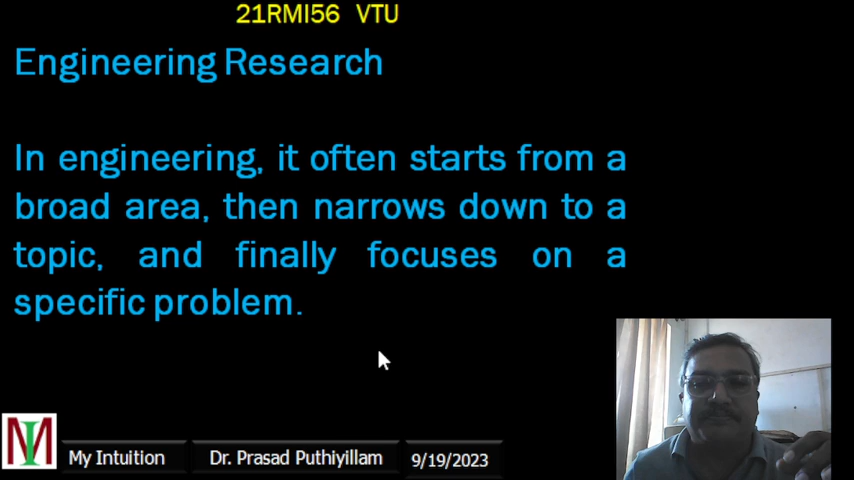 21RMI56 VTU
Engineering Research
In engineering, it often starts from a
broad area, then narrows down to a
topic, and finally focuses on a
specific problem.
MI
My Intuition
Dr. Prasad Puthiyillam
9/19/2023